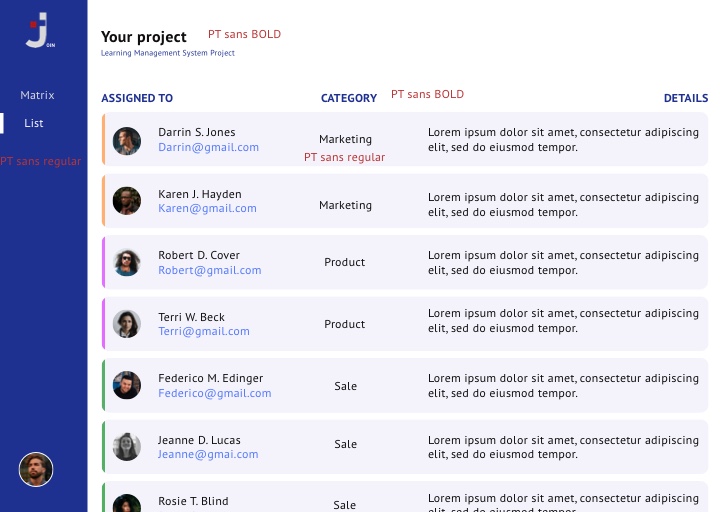 J
OIN
Your project PT sans BOLD
Learning Management System Project
Matrix
List
PT sans regular
ASSIGNED TO CATEGORY PT sans BOLD DETAILS
Darrin S. Jones
Darrin@gmail.com
Marketing
PT sans regular
Lorem ipsum dolor sit amet, consectetur adipiscing
elit, sed do eiusmod tempor.
Karen J. Hayden
Karen@gmail.com
Marketing
Lorem ipsum dolor sit amet, consectetur adipiscing
elit, sed do eiusmod tempor.
Robert D. Cover
Robert@gmail.com
Product
Lorem ipsum dolor sit amet, consectetur adipiscing
elit, sed do eiusmod tempor.
Terri W. Beck
Terri@gmail.com
Product
Lorem ipsum dolor sit amet, consectetur adipiscing
elit, sed do eiusmod tempor.
Federico M. Edinger
Federico@gmail.com
Sale
Lorem ipsum dolor sit amet, consectetur adipiscing
elit, sed do eiusmod tempor.
Jeanne D. Lucas
Jeanne@gmai.com
Sale
Lorem ipsum dolor sit amet, consectetur adipiscing
elit, sed do eiusmod tempor.
Rosie T. Blind
Sale
Lorem ipsum dolor sit amet, consectetur adipiscing
elit, sed do eiusmod tempor.